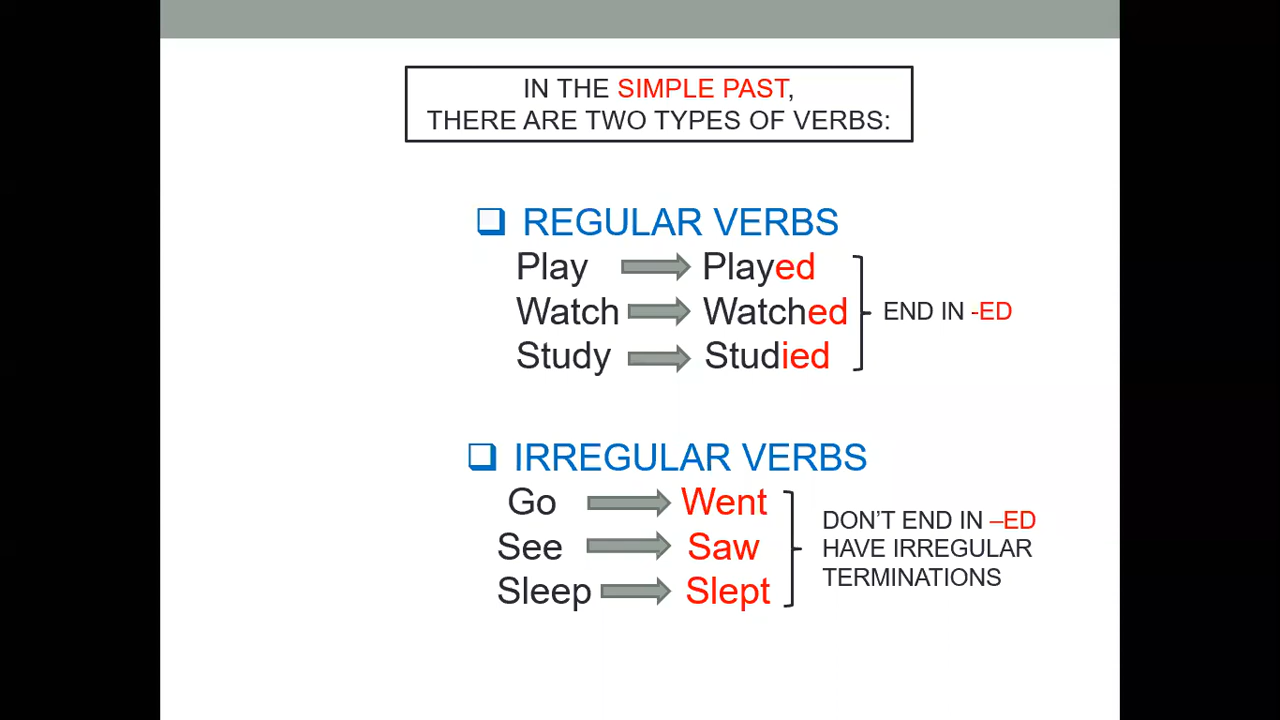 IN THE SIMPLE PAST,
THERE ARE TWO TYPES OF VERBS:
REGULAR VERBS
Play Played
Watch Watched
Study Studied
END IN -ED
IRREGULAR VERBS
Go Went
See Saw
Sleep Slept
DON'T END IN –ED
HAVE IRREGULAR
TERMINATIONS